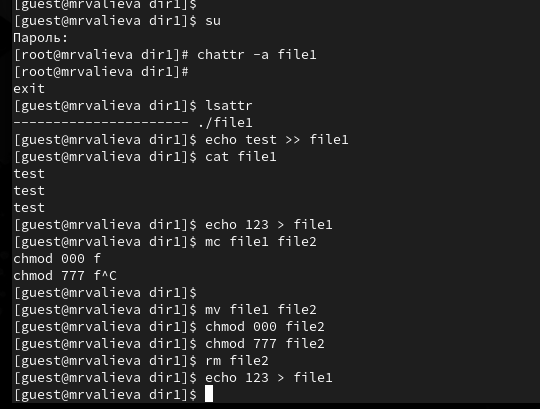 [guest@mrvalieva dir1]$
[guest@mrvalieva dir1]$ su
Пароль:
[root@mrvalieva dir1]# chattr -a file1
[root@mrvalieva dir1]#
exit
[guest@mrvalieva dir1]$ lsattr
---------------------- ./file1
[guest@mrvalieva dir1]$ echo test >> file1
[guest@mrvalieva dir1]$ cat file1
test
test
test
[guest@mrvalieva dir1]$ echo 123 > file1
[guest@mrvalieva dir1]$ mc file1 file2
chmod 000 f
chmod 777 f^C
[guest@mrvalieva dir1]$
[guest@mrvalieva dir1]$ mv file1 file2
[guest@mrvalieva dir1]$ chmod 000 file2
[guest@mrvalieva dir1]$ chmod 777 file2
[guest@mrvalieva dir1]$ rm file2
[guest@mrvalieva dir1]$ echo 123 > file1
[guest@mrvalieva dir1]$